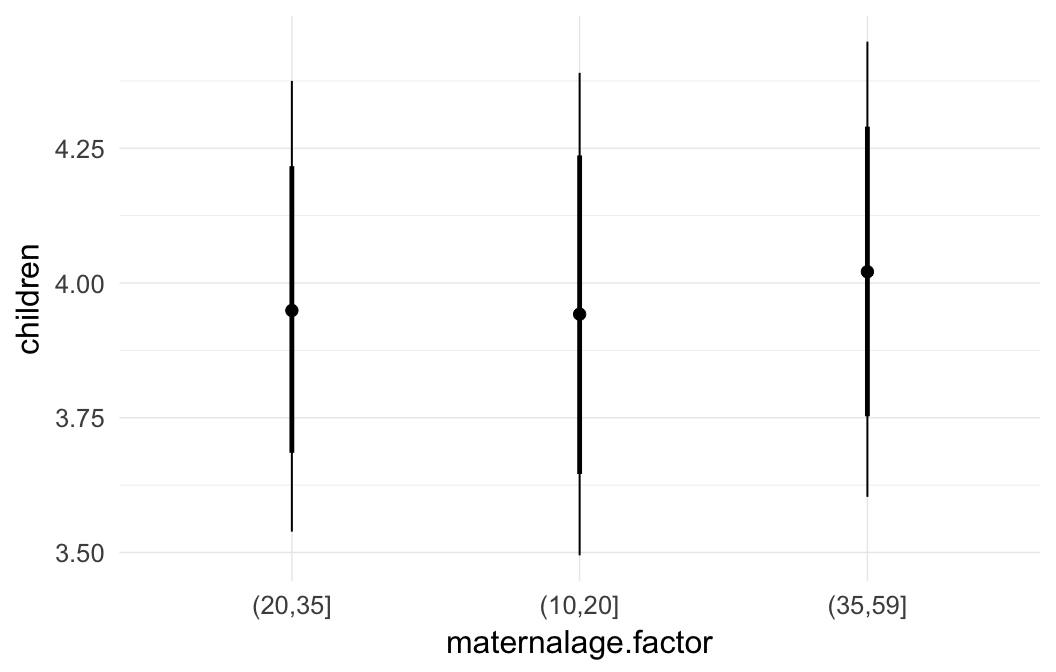 children
4.25
4.00
3.75
3.50
(20,35] (10,20] (35,59]
maternalage.factor